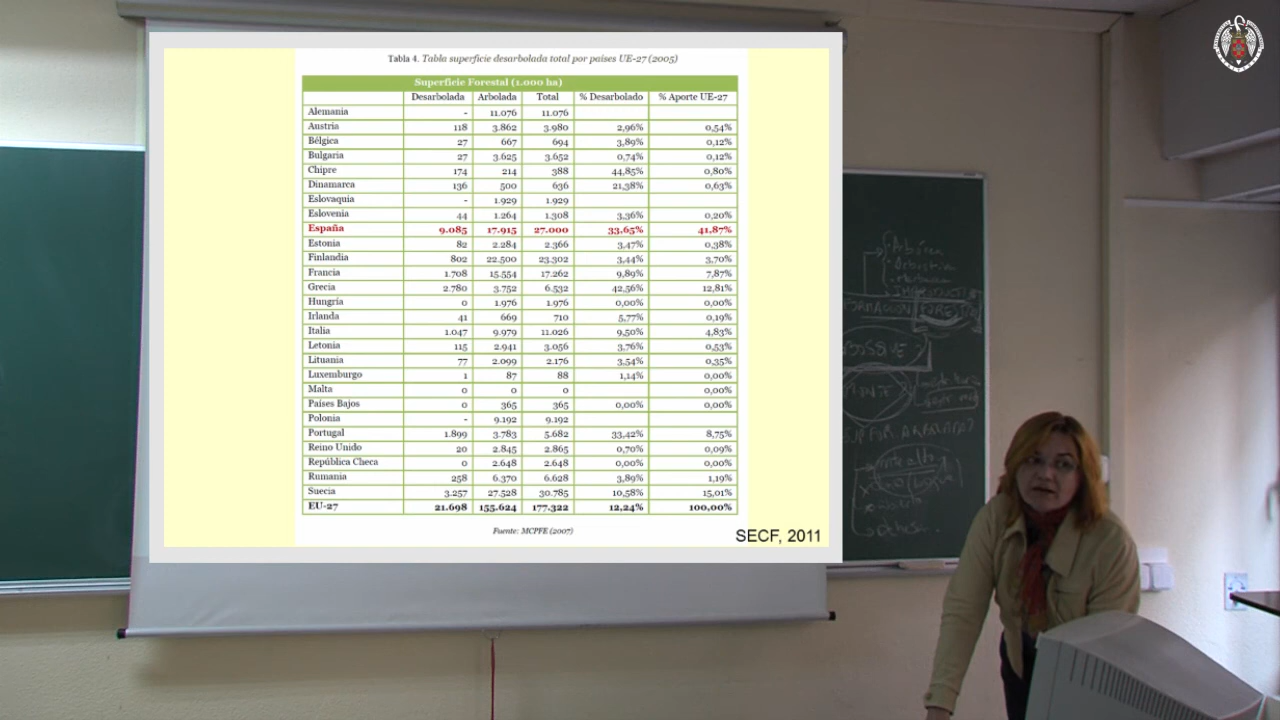 Tabla 4. Tabla superficie desarbolada total por países UE-27 (2005)
Superficie Forestal (1.000 ha)
Desarbolada Arbolada Total % Desarbolado % Aporte UE-27
Alemania - 11.076 11.076
Austria 118 3.862 3.980 2,96% 0,54%
Bélgica 27 667 694 3,89% 0,12%
Bulgaria 27 3.625 3.652 0,74% 0,12%
Chipre 174 214 388 44,85% 0,80%
Dinamarca 136 500 636 21,38% 0,63%
Eslovaquia - 1.929 1.929
Eslovenia 44 1.264 1.308 3,36% 0,20%
España 9.085 17.915 27.000 33,65% 41,87%
Estonia 82 2.284 2.366 3,47% 0,38%
Finlandia 802 22.500 23.302 3,44% 3,70%
Francia 1.708 15.554 17.262 9,89% 7,87%
Grecia 2.780 3.752 6.532 42,56% 12,81%
Hungría 0 1.976 1.976 0,00% 0,00%
Irlanda 41 669 710 5,77% 0,19%
Italia 1.047 9.979 11.026 9,50% 4,83%
Letonia 115 2.941 3.056 3,76% 0,53%
Lituania 77 2.099 2.176 3,54% 0,35%
Luxemburgo 1 87 88 1,14% 0,00%
Malta 0 0 0 0,00%
Países Bajos 0 365 365 0,00% 0,00%
Polonia - 9.192 9.192
Portugal 1.899 3.783 5.682 33,42% 8,75%
Reino Unido 20 2.845 2.865 0,70% 0,09%
República Checa 0 2.648 2.648 0,00% 0,00%
Rumania 258 6.370 6.628 3,89% 1,19%
Suecia 3.257 27.528 30.785 10,58% 15,01%
EU-27 21.698 155.624 177.322 12,24% 100,00%
Fuente: MCPFE (2007)
SECF, 2011
Arbórea
FORESTAL